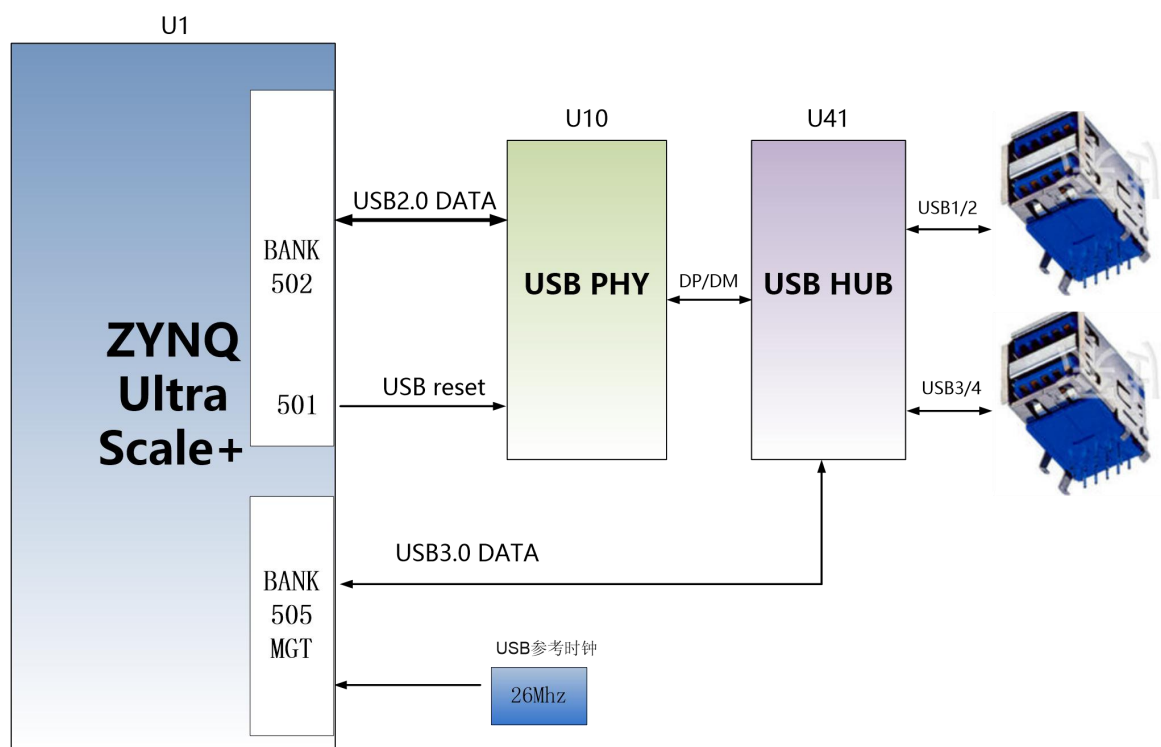 U1
ZYNQ
Ultra
Scale+
BANK
502
501
BANK
505
MGT
USB2.0 DATA
USB reset
USB3.0 DATA
USB参考时钟
26Mhz
U10
USB PHY
DP/DM
U41
USB HUB
USB1/2
USB3/4